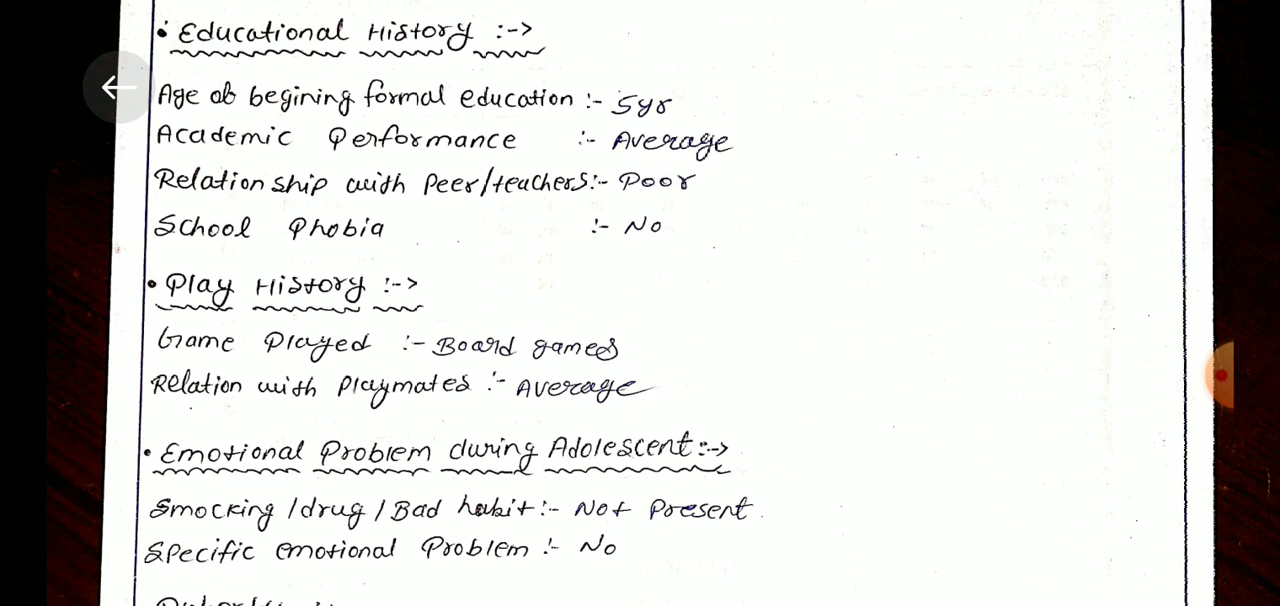 • Educational History :->
Age of begining formal education :- 5yr
Academic Performance :- Average
Relationship with Peer/teachers:- Poor
School Phobia :- No
• Play History :->
Game Played :- Board games
Relation with Playmates :- Average
• Emotional Problem during Adolescent:->
Smocking /drug /Bad habit:- Not Present.
Specific emotional Problem :- No